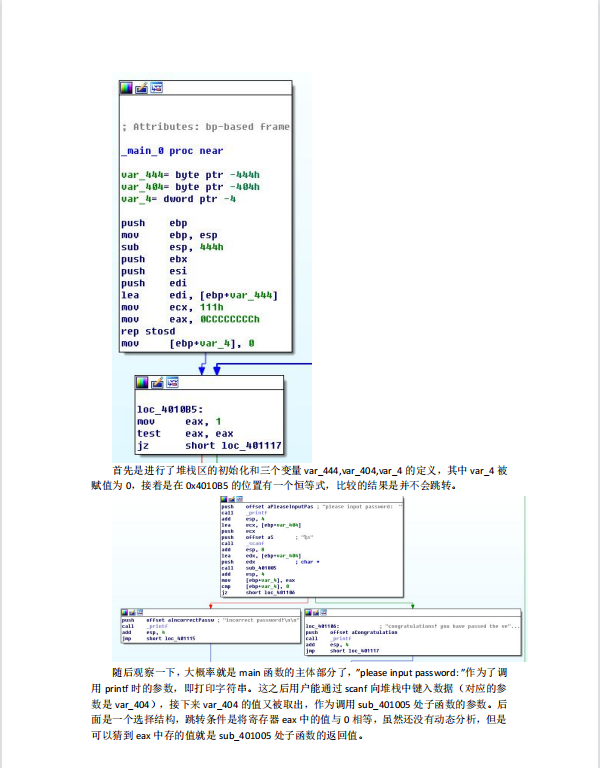 ; Attributes: bp-based frame
_main_0 proc near
var_444= byte ptr -444h
var_404= byte ptr -404h
var_4= dword ptr -4
push ebp
mov ebp, esp
sub esp, 444h
push ebx
push esi
push edi
lea edi, [ebp+var_444]
mov ecx, 111h
mov eax, 0CCCCCCCCh
rep stosd
mov [ebp+var_4], 0
loc_4010B5:
mov eax, 1
test eax, eax
jz short loc_401117
首先是进行了堆栈区的初始化和三个变量 var_444,var_404,var_4 的定义，其中 var_4 被
赋值为 0，接着是在 0x4010B5 的位置有一个恒等式，比较的结果是并不会跳转。
push offset aPleaseInputPas ; "please input password: "
call _printf
add esp, 4
lea ecx, [ebp+var_404]
push ecx
push offset aS ; "%s"
call _scanf
add esp, 8
lea edx, [ebp+var_404]
push edx ; char *
call sub_401005
add esp, 4
mov [ebp+var_4], eax
cmp [ebp+var_4], 0
jz short loc_401106
push offset aIncorrectPassw ; "incorrect password!\n\n"
call _printf
add esp, 4
jmp short loc_401115
loc_401106: ; "congratulations! you have passed the ve"...
push offset aCongratulation
call _printf
add esp, 4
jmp short loc_401117
随后观察一下，大概率就是 main 函数的主体部分了，"please input password: "作为了调
用 printf 时的参数，即打印字符串。这之后用户能通过 scanf 向堆栈中键入数据（对应的参
数是 var_404），接下来 var_404 的值又被取出，作为调用 sub_401005 处子函数的参数。后
面是一个选择结构，跳转条件是将寄存器 eax 中的值与 0 相等，虽然还没有动态分析，但是
可以猜到 eax 中存的值就是 sub_401005 处子函数的返回值。